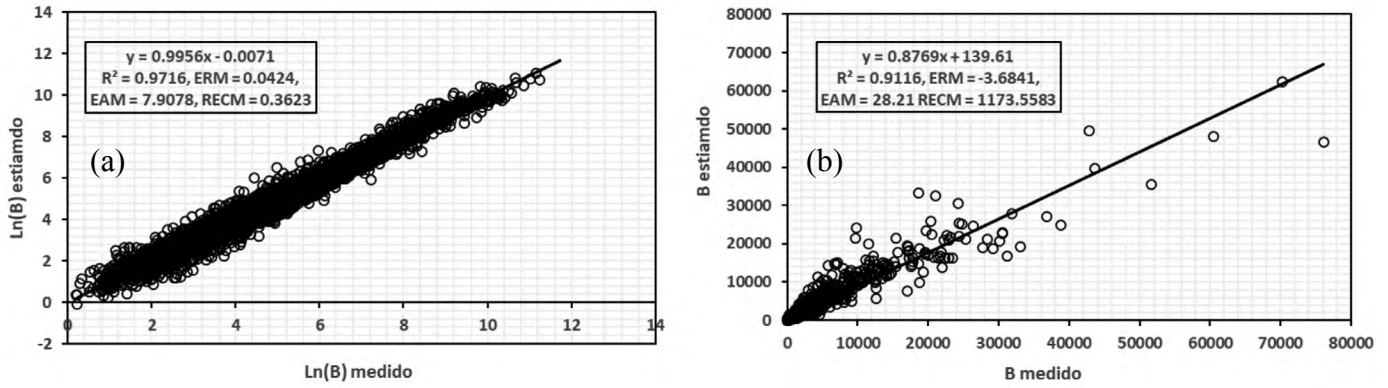 14
12
10
8
6
4
2
0
-2
0 2 4 6 8 10 12 14
Ln(B) estiamdo
Ln(B) medido
y = 0.9956x - 0.0071
R² = 0.9716, ERM = 0.0424,
EAM = 7.9078, RECM = 0.3623
(a)
80000
70000
60000
50000
40000
30000
20000
10000
0
0 10000 20000 30000 40000 50000 60000 70000 80000
B estiamdo
B medido
y = 0.8769x + 139.61
R² = 0.9116, ERM = -3.6841,
EAM = 28.21 RECM = 1173.5583
(b)